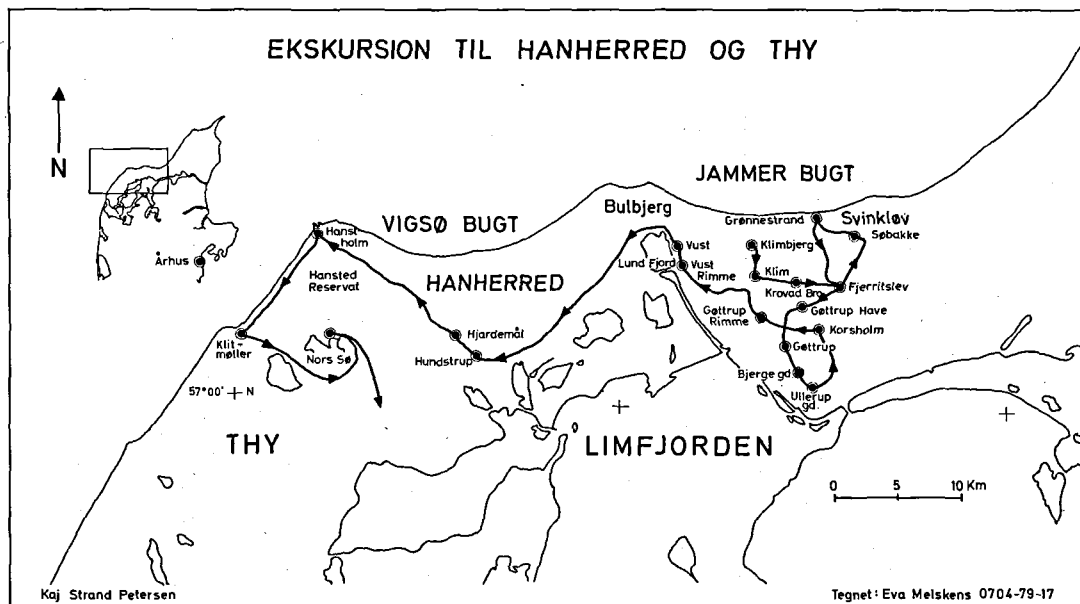 EKSKURSION TIL HANHERRED OG THY
N
Århus
JAMMER BUGT
VIGSØ BUGT
Bulbjerg
Grønnestrand
Svinkløv
Søbakke
Hanst
holm
Vust
Klimbjerg
Lund Fjord
Vust
Rimme
Klim
Krovad Bro
Fjerritslev
Hansted
Reservat
HANHERRED
Gøttrup Have
Gøttrup
Rimme
Korsholm
Klit-
møller
Nors Sø
Hjardemål
Hundstrup
Gøttrup
Bjerge gd.
Ullerup
gd.
57°00' N
THY
LIMFJORDEN
0 5 10 Km
Kaj Strand Petersen
Tegnet: Eva Melskens 0704-79-17